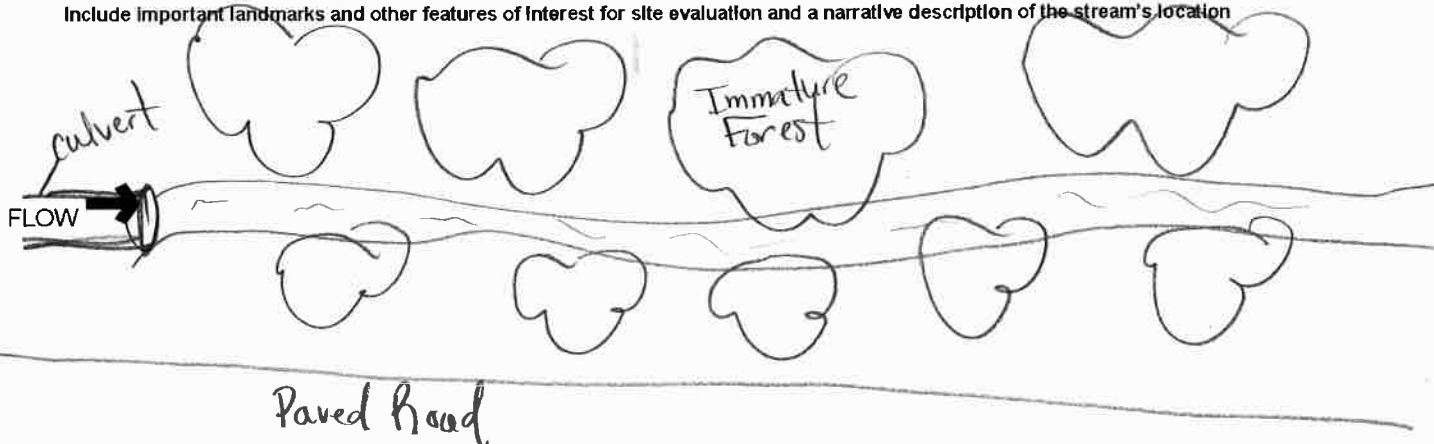 Include important landmarks and other features of interest for site evaluation and a narrative description of the stream's location
culvert
Immature
Forest
FLOW
Paved Road